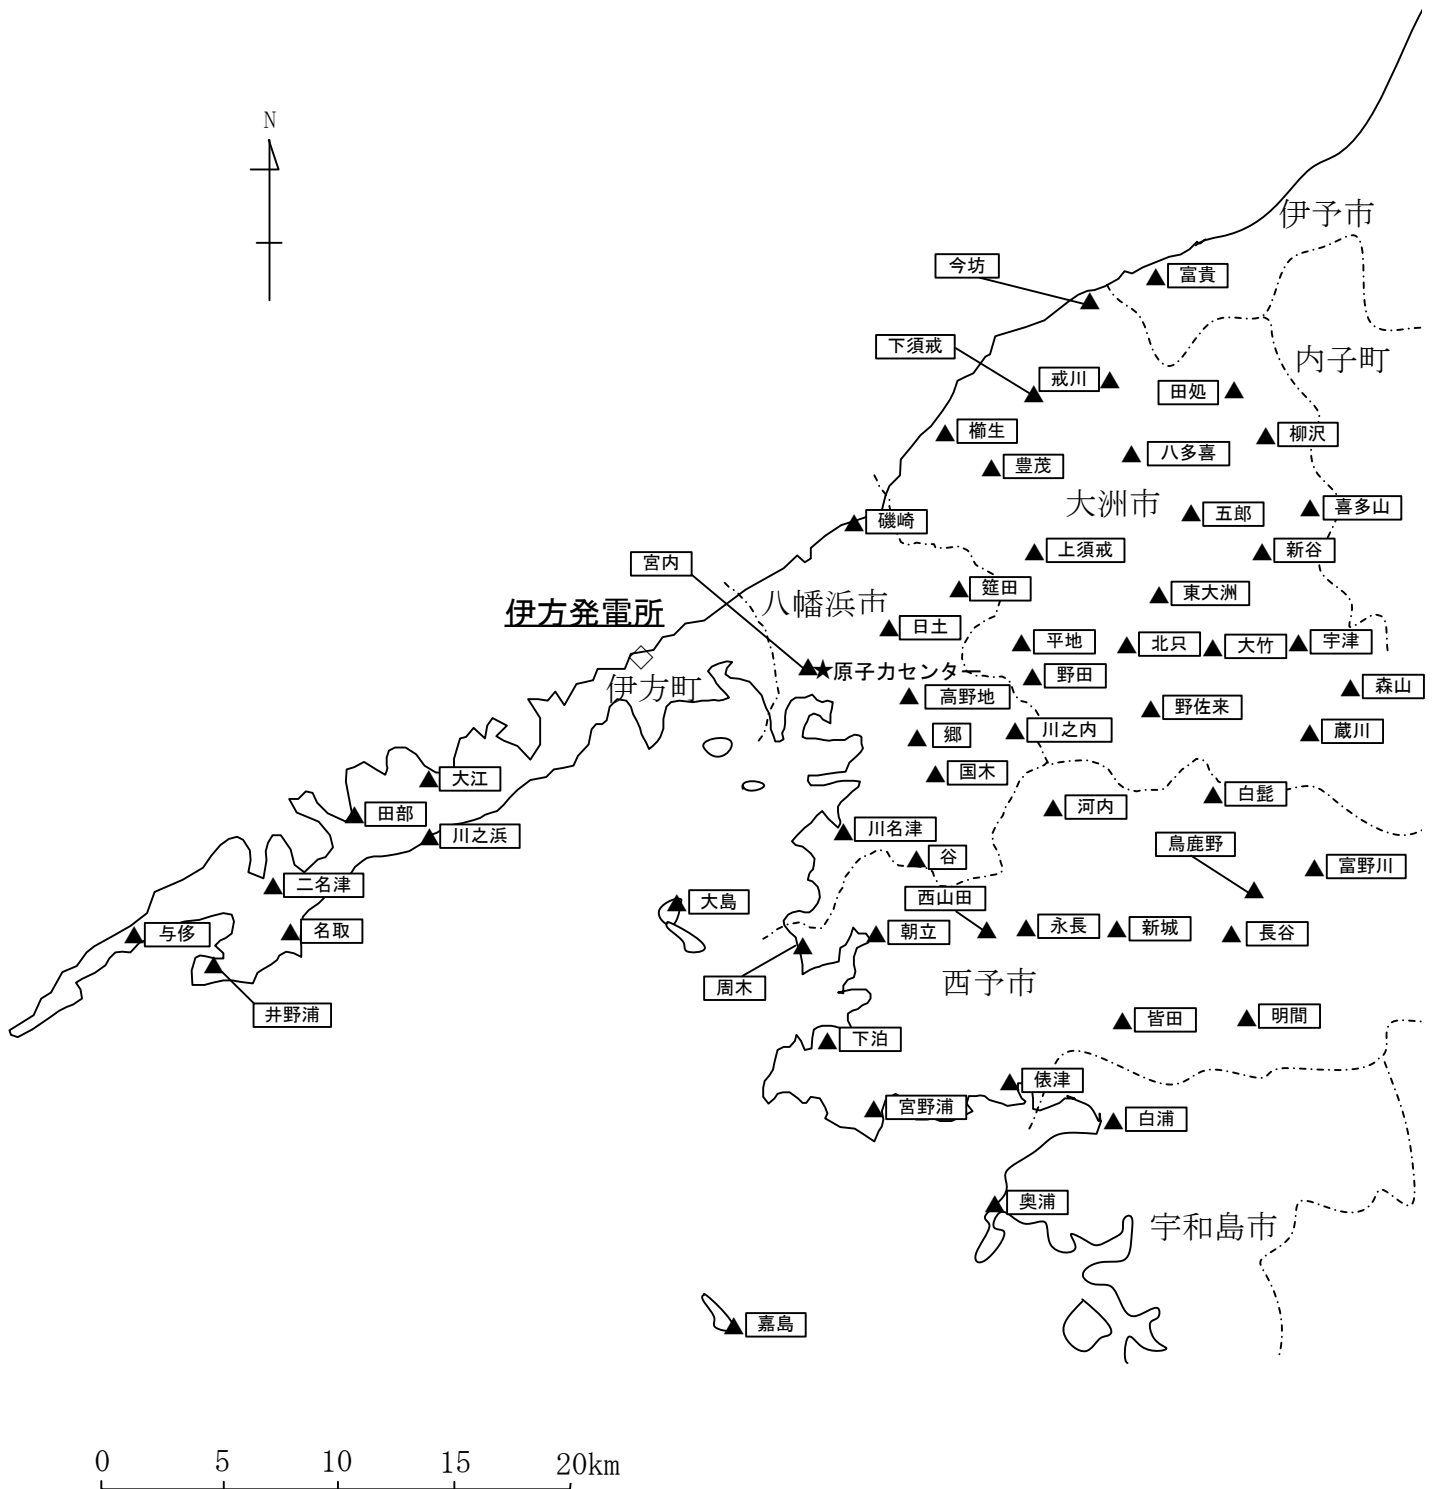 N
伊予市
今坊
富貴
下須戒
内子町
戒川
田処
櫛生
柳沢
八多喜
豊茂
大洲市
喜多山
五郎
磯崎
上須戒
新谷
宮内
筵田
東大洲
八幡浜市
伊方発電所
日土
平地
北只
大竹
宇津
★原子力センター
野田
伊方町
高野地
森山
野佐来
郷
川之内
蔵川
国木
大江
白髭
河内
田部
川名津
川之浜
鳥鹿野
谷
富野川
二名津
西山田
大島
名取
与侈
朝立
永長
新城
長谷
西予市
周木
井野浦
皆田
明間
下泊
俵津
宮野浦
白浦
奥浦
宇和島市
嘉島
0 5 10 15 20km